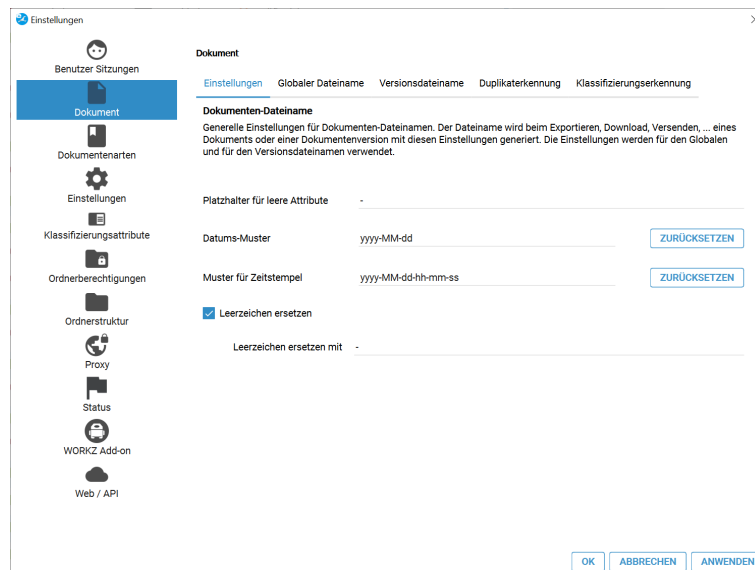 Einstellungen
Benutzer Sitzungen
Dokument
Dokumentenarten
Einstellungen
Klassifizierungsattribute
Ordnerberechtigungen
Ordnerstruktur
Proxy
Status
WORKZ Add-on
Web / API
Dokument
Einstellungen Globaler Dateiname Versionsdateiname Duplikaterkennung Klassifizierungserkennung
Dokumenten-Dateiname
Generelle Einstellungen für Dokumenten-Dateinamen. Der Dateiname wird beim Exportieren, Download, Versenden, ... eines
Dokuments oder einer Dokumentenversion mit diesen Einstellungen generiert. Die Einstellungen werden für den Globalen
und für den Versionsdateinamen verwendet.
Platzhalter für leere Attribute -
Datums-Muster yyyy-MM-dd ZURÜCKSETZEN
Muster für Zeitstempel yyyy-MM-dd-hh-mm-ss ZURÜCKSETZEN
Leerzeichen ersetzen
Leerzeichen ersetzen mit -
OK ABBRECHEN ANWENDEN